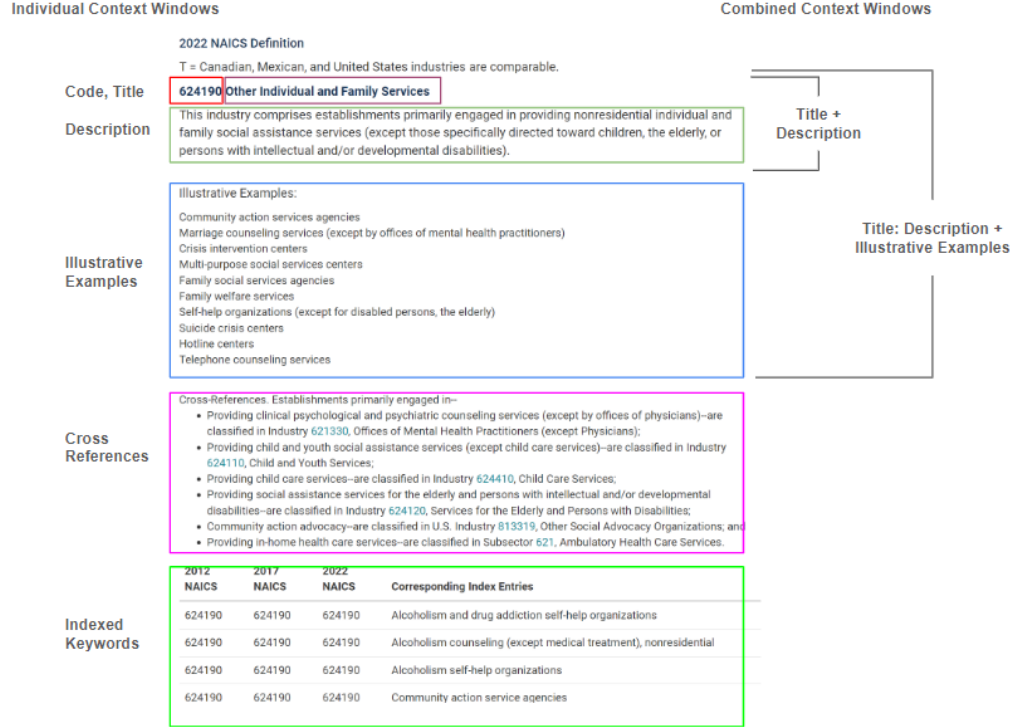 Individual Context Windows
Combined Context Windows
2022 NAICS Definition
T = Canadian, Mexican, and United States industries are comparable.
Code, Title
624190 Other Individual and Family Services
Description
This industry comprises establishments primarily engaged in providing nonresidential individual and
family social assistance services (except those specifically directed toward children, the elderly, or
persons with intellectual and/or developmental disabilities).
Title +
Description
Illustrative
Examples
Illustrative Examples:
Community action services agencies
Marriage counseling services (except by offices of mental health practitioners)
Crisis intervention centers
Multi-purpose social services centers
Family social services agencies
Family welfare services
Self-help organizations (except for disabled persons, the elderly)
Suicide crisis centers
Hotline centers
Telephone counseling services
Title: Description +
Illustrative Examples
Cross
References
Cross-References. Establishments primarily engaged in--
• Providing clinical psychological and psychiatric counseling services (except by offices of physicians)--are
classified in Industry 621330, Offices of Mental Health Practitioners (except Physicians);
• Providing child and youth social assistance services (except child care services)--are classified in Industry
624110, Child and Youth Services;
• Providing child care services--are classified in Industry 624410, Child Care Services;
• Providing social assistance services for the elderly and persons with intellectual and/or developmental
disabilities--are classified in Industry 624120, Services for the Elderly and Persons with Disabilities;
• Community action advocacy--are classified in U.S. Industry 813319, Other Social Advocacy Organizations; and
• Providing in-home health care services--are classified in Subsector 621, Ambulatory Health Care Services.
Indexed
Keywords
2012 NAICS 2017 NAICS 2022 NAICS Corresponding Index Entries
624190 624190 624190 Alcoholism and drug addiction self-help organizations
624190 624190 624190 Alcoholism counseling (except medical treatment), nonresidential
624190 624190 624190 Alcoholism self-help organizations
624190 624190 624190 Community action service agencies